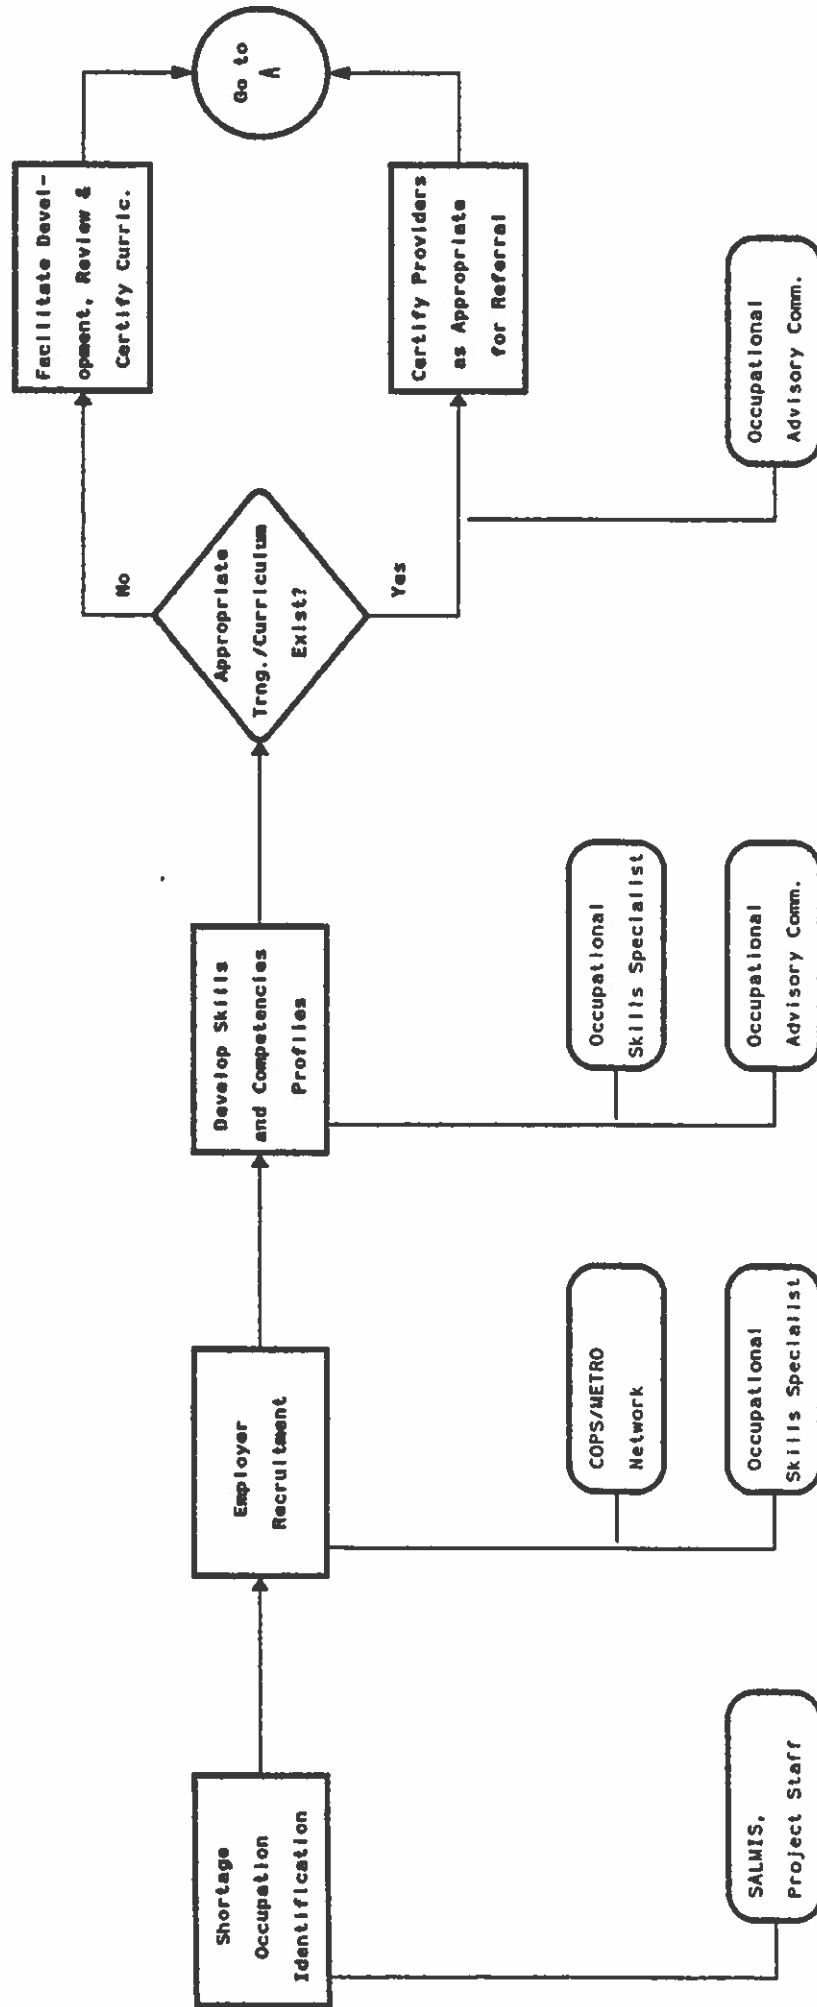 Shortage
Occupation
Identification
Employer
Recruitment
Develop Skills
and Competencies
Profiles
Appropriate
Trng./Curriculum
Exist?
No
Yes
Facilitate Devel-
opment, Review &
Certify Curric.
Certify Providers
as Appropriate
for Referral
Go to
A
SALMIS,
Project Staff
COPS/METRO
Network
Occupational
Skills Specialist
Occupational
Skills Specialist
Occupational
Advisory Comm.
Occupational
Advisory Comm.